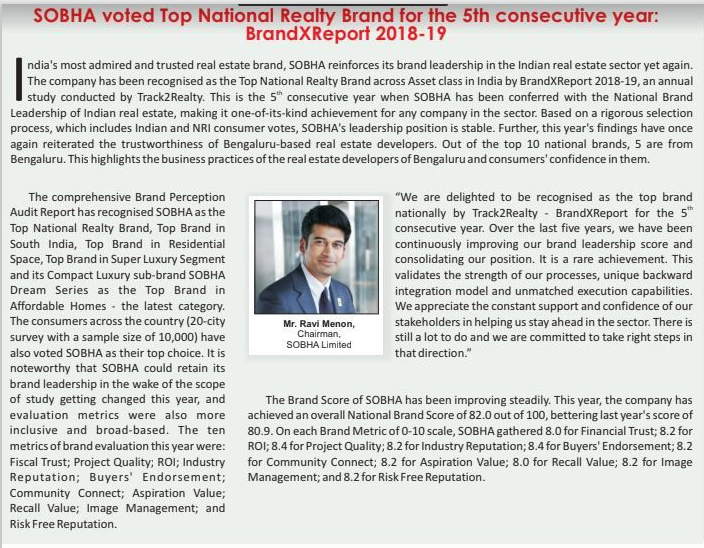 SOBHA voted Top National Realty Brand for the 5th consecutive year:
BrandXReport 2018-19
India's most admired and trusted real estate brand, SOBHA reinforces its brand leadership in the Indian real estate sector yet again.
The company has been recognised as the Top National Realty Brand across Asset class in India by BrandXReport 2018-19, an annual
study conducted by Track2Realty. This is the 5th consecutive year when SOBHA has been conferred with the National Brand
Leadership of Indian real estate, making it one-of-its-kind achievement for any company in the sector. Based on a rigorous selection
process, which includes Indian and NRI consumer votes, SOBHA's leadership position is stable. Further, this year's findings have once
again reiterated the trustworthiness of Bengaluru-based real estate developers. Out of the top 10 national brands, 5 are from
Bengaluru. This highlights the business practices of the real estate developers of Bengaluru and consumers' confidence in them.
The comprehensive Brand Perception
Audit Report has recognised SOBHA as the
Top National Realty Brand, Top Brand in
South India, Top Brand in Residential
Space, Top Brand in Super Luxury Segment
and its Compact Luxury sub-brand SOBHA
Dream Series as the Top Brand in
Affordable Homes - the latest category.
The consumers across the country (20-city
survey with a sample size of 10,000) have
also voted SOBHA as their top choice. It is
noteworthy that SOBHA could retain its
brand leadership in the wake of the scope
of study getting changed this year, and
evaluation metrics were also more
inclusive and broad-based. The ten
metrics of brand evaluation this year were:
Fiscal Trust; Project Quality; ROI; Industry
Reputation; Buyers' Endorsement;
Community Connect; Aspiration Value;
Recall Value; Image Management; and
Risk Free Reputation.
Mr. Ravi Menon,
Chairman,
SOBHA Limited
“We are delighted to be recognised as the top brand
nationally by Track2Realty - BrandXReport for the 5th
consecutive year. Over the last five years, we have been
continuously improving our brand leadership score and
consolidating our position. It is a rare achievement. This
validates the strength of our processes, unique backward
integration model and unmatched execution capabilities.
We appreciate the constant support and confidence of our
stakeholders in helping us stay ahead in the sector. There is
still a lot to do and we are committed to take right steps in
that direction.”
The Brand Score of SOBHA has been improving steadily. This year, the company has
achieved an overall National Brand Score of 82.0 out of 100, bettering last year's score of
80.9. On each Brand Metric of 0-10 scale, SOBHA gathered 8.0 for Financial Trust; 8.2 for
ROI; 8.4 for Project Quality; 8.2 for Industry Reputation; 8.4 for Buyers' Endorsement; 8.2
for Community Connect; 8.2 for Aspiration Value; 8.0 for Recall Value; 8.2 for Image
Management; and 8.2 for Risk Free Reputation.